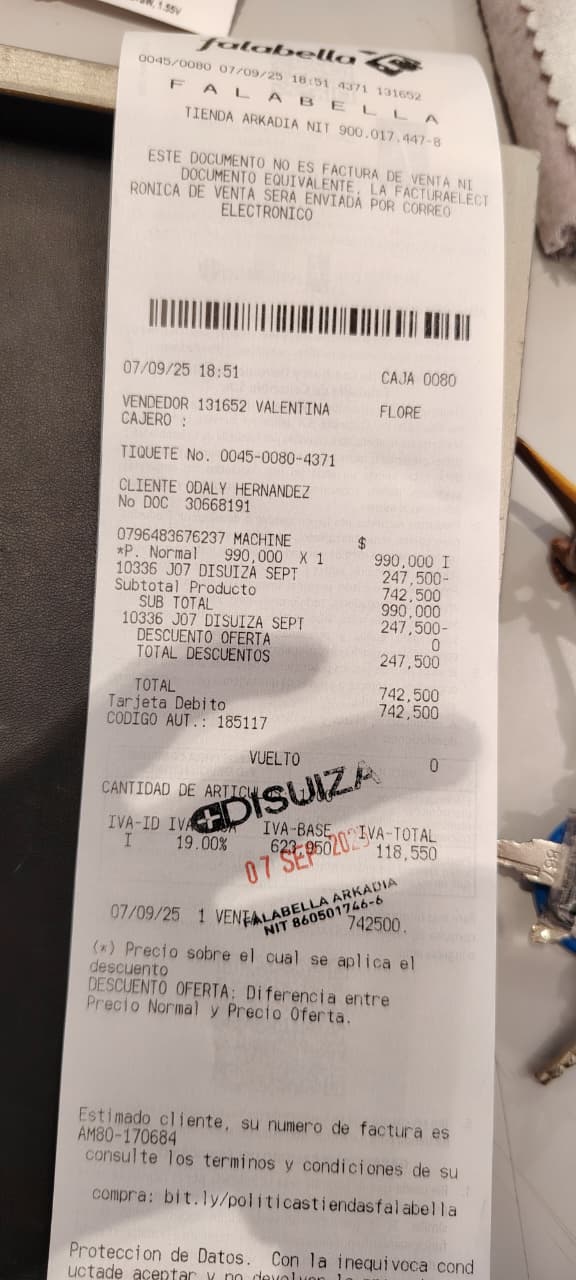 falabella
0045/0080 07/09/25 18:51 4371 131652
F A L A B E L L A
TIENDA ARKADIA NIT 900.017.447-8
ESTE DOCUMENTO NO ES FACTURA DE VENTA NI
DOCUMENTO EQUIVALENTE, LA FACTURAELECT
RONICA DE VENTA SERA ENVIADA POR CORREO
ELECTRONICO
07/09/25 18:51 CAJA 0080
VENDEDOR 131652 VALENTINA FLORE
CAJERO :
TIQUETE No. 0045-0080-4371
CLIENTE ODALY HERNANDEZ
No DOC 30668191
0796483676237 MACHINE $
*P. Normal 990,000 X 1 990,000 I
10336 J07 DISUIZA SEPT 247,500-
Subtotal Producto 742,500
SUB TOTAL 990,000
10336 J07 DISUIZA SEPT 247,500-
DESCUENTO OFERTA 0
TOTAL DESCUENTOS 247,500
TOTAL 742,500
Tarjeta Debito 742,500
CODIGO AUT.: 185117
VUELTO 0
CANTIDAD DE
DISUIZA
IVA-ID IVA IVA-BASE IVA-TOTAL
I 19.00% 623,950 118,550
07 SEP 2025
FALABELLA ARKADIA
NIT 860501746-6
07/09/25 1 VENTA 742500.
(*) Precio sobre el cual se aplica el
descuento
DESCUENTO OFERTA: Diferencia entre
Precio Normal y Precio Oferta.
Estimado cliente, su numero de factura es
AM80-170684
consulte los terminos y condiciones de su
compra: bit.ly/politicastiendasfalabella
Proteccion de Datos. Con la inequivoca cond
uctade aceptar y no